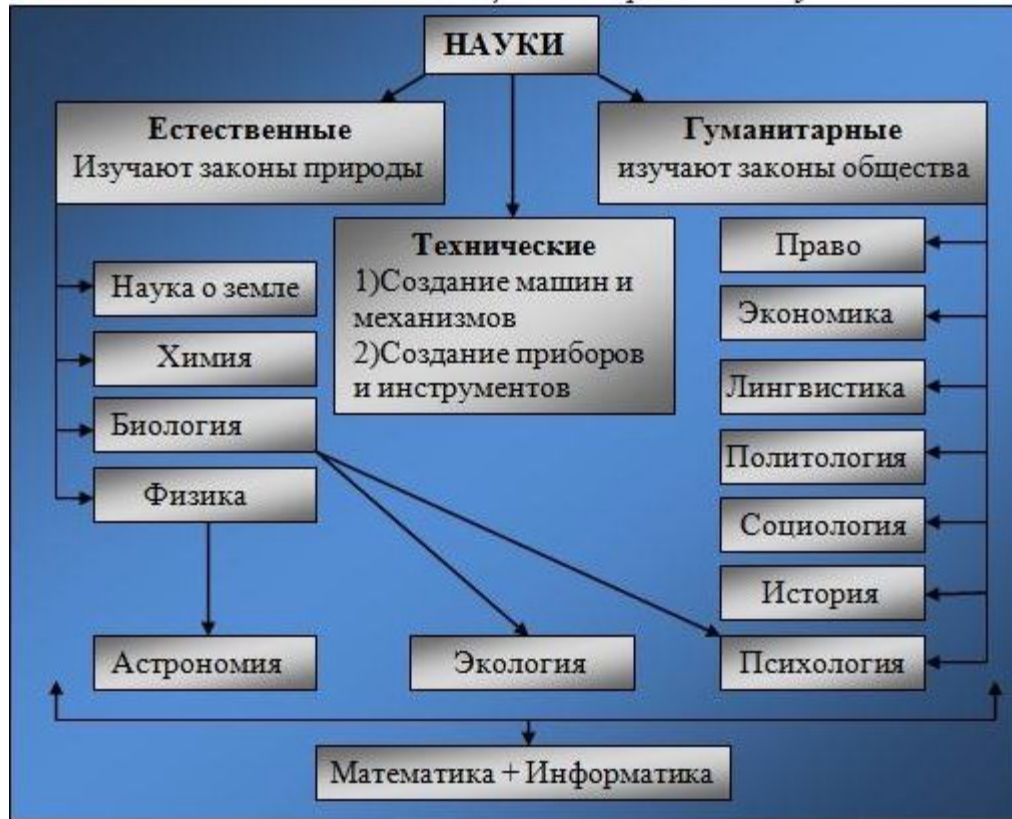 НАУКИ
Естественные
Изучают законы природы
Гуманитарные
изучают законы общества
Технические
1)Создание машин и
механизмов
2)Создание приборов
и инструментов
Наука о земле
Химия
Биология
Физика
Право
Экономика
Лингвистика
Политология
Социология
История
Астрономия
Экология
Психология
Математика + Информатика